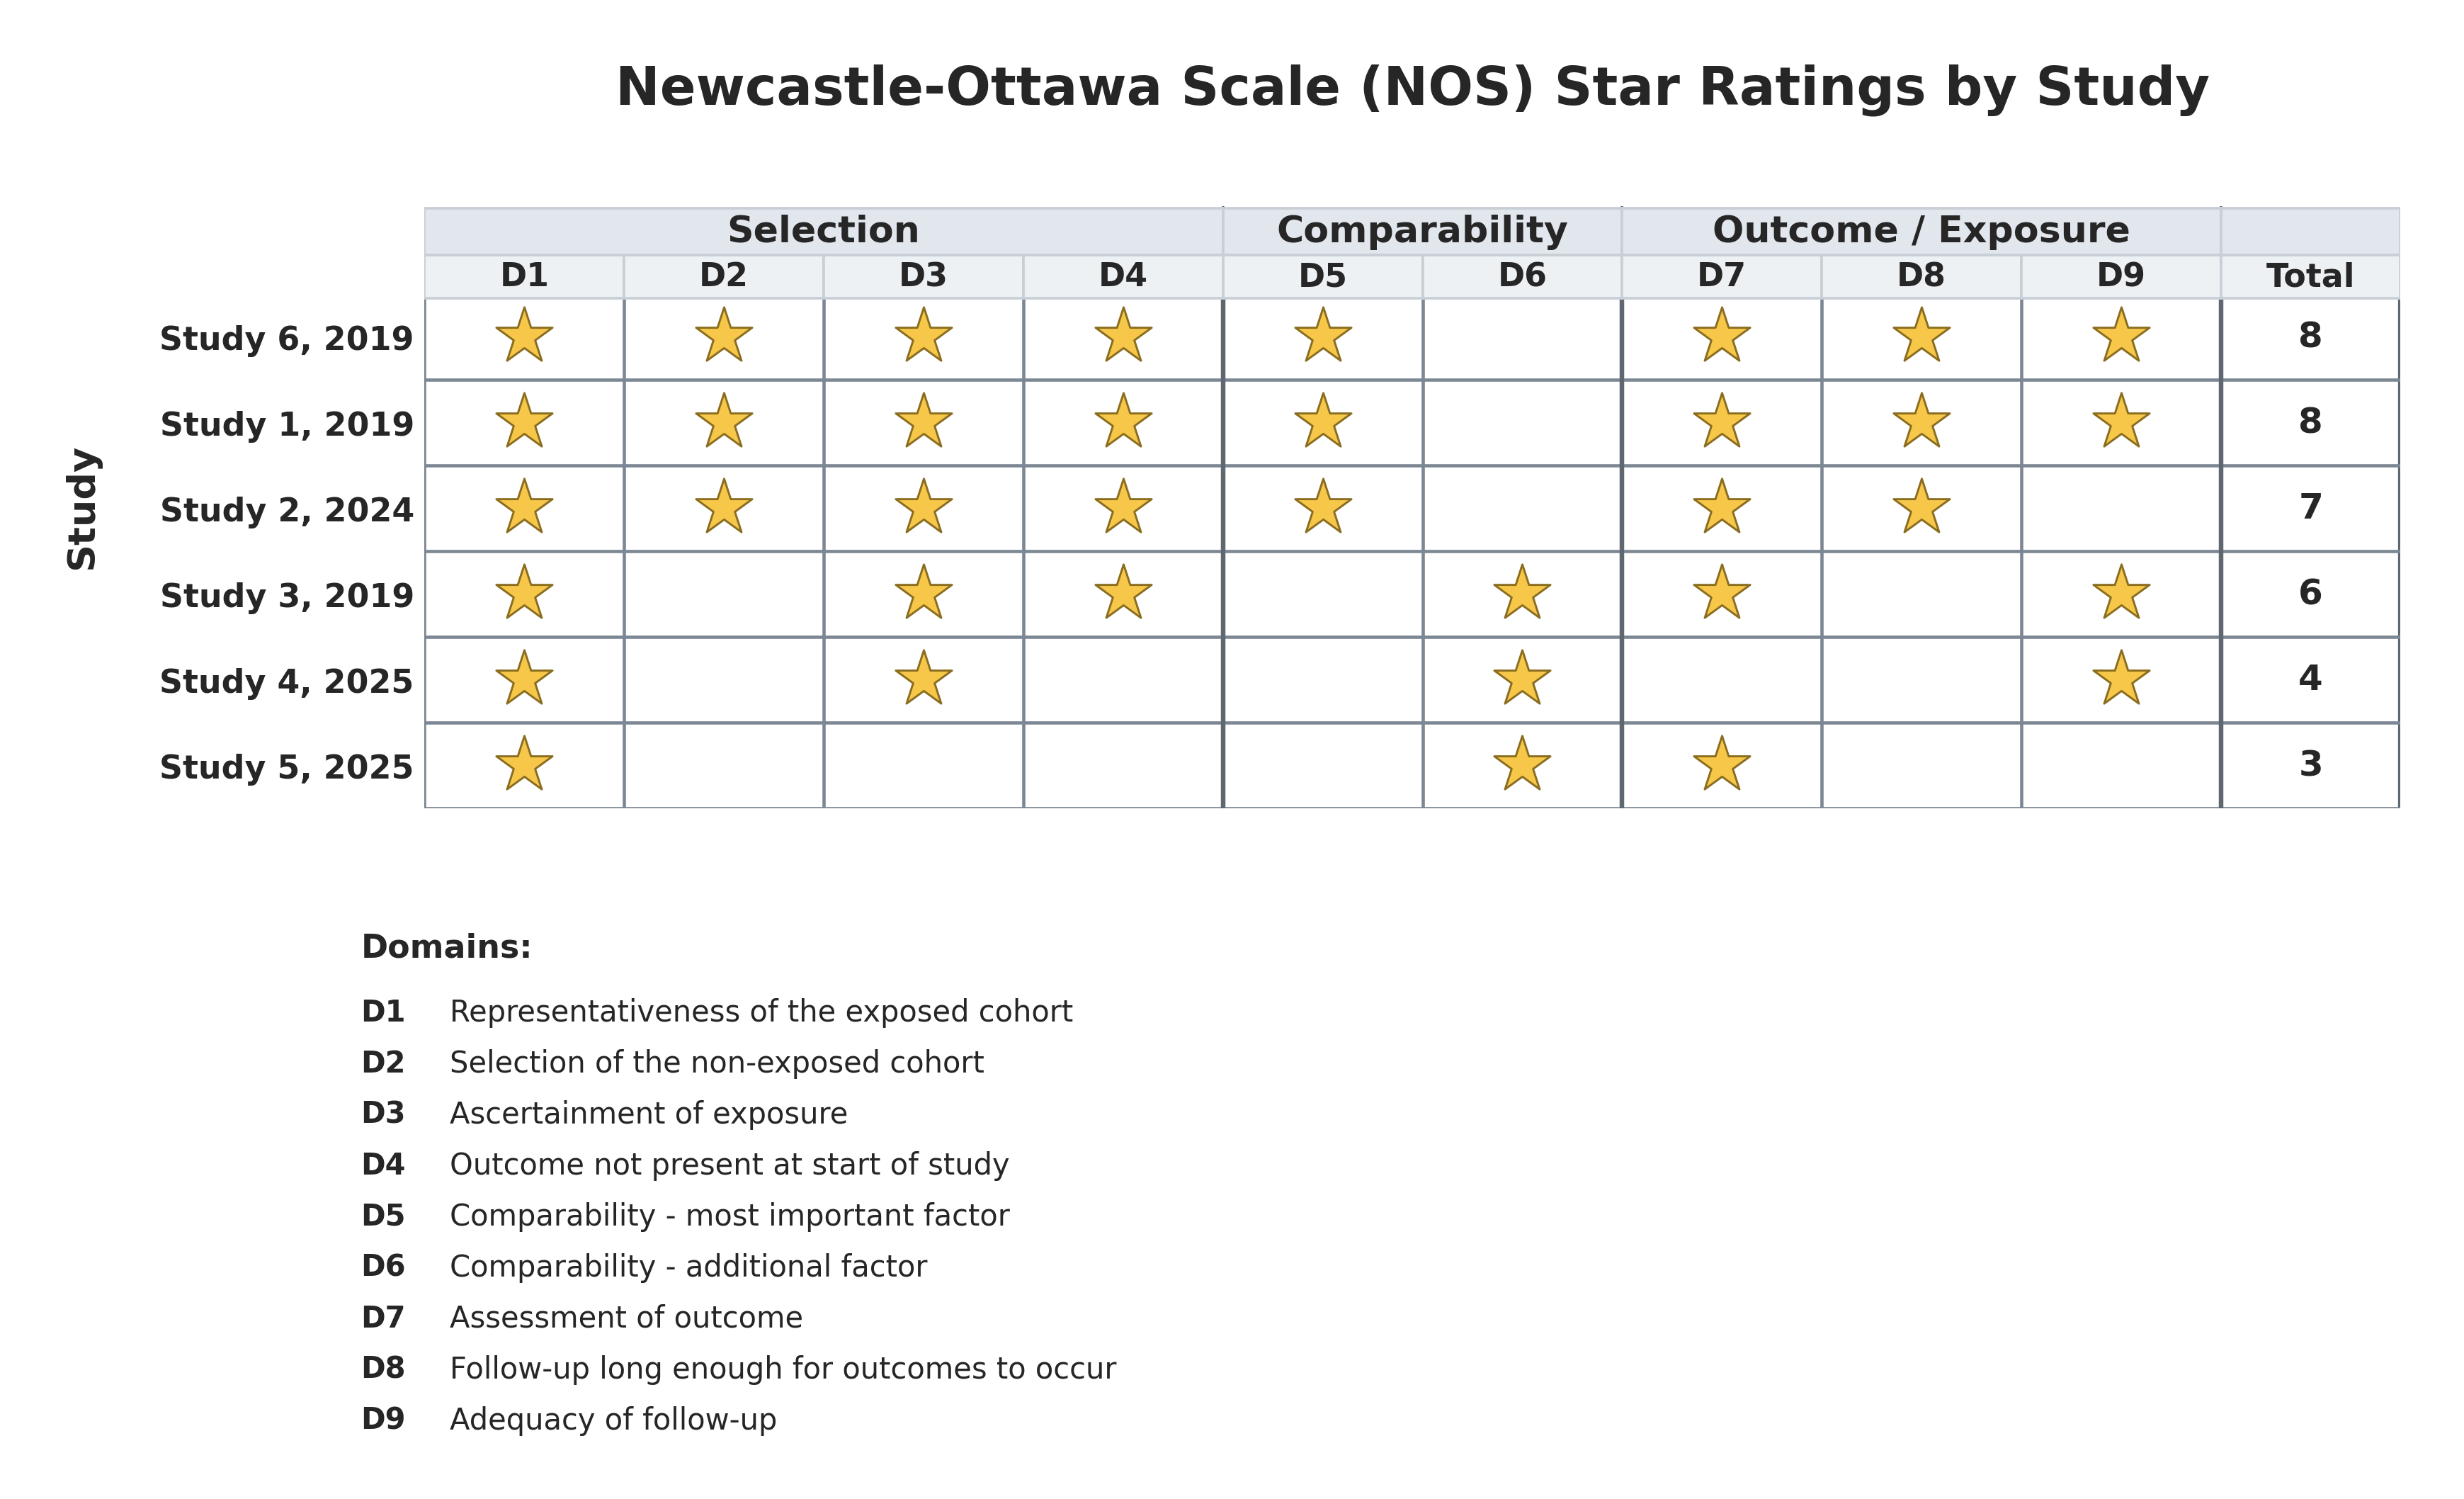 Newcastle-Ottawa Scale (NOS) Star Ratings by Study
Selection Comparability Outcome / Exposure
D1 D2 D3 D4 D5 D6 D7 D8 D9 Total
Study
Study 6, 2019 8
Study 1, 2019 8
Study 2, 2024 7
Study 3, 2019 6
Study 4, 2025 4
Study 5, 2025 3
Domains:
D1 Representativeness of the exposed cohort
D2 Selection of the non-exposed cohort
D3 Ascertainment of exposure
D4 Outcome not present at start of study
D5 Comparability - most important factor
D6 Comparability - additional factor
D7 Assessment of outcome
D8 Follow-up long enough for outcomes to occur
D9 Adequacy of follow-up